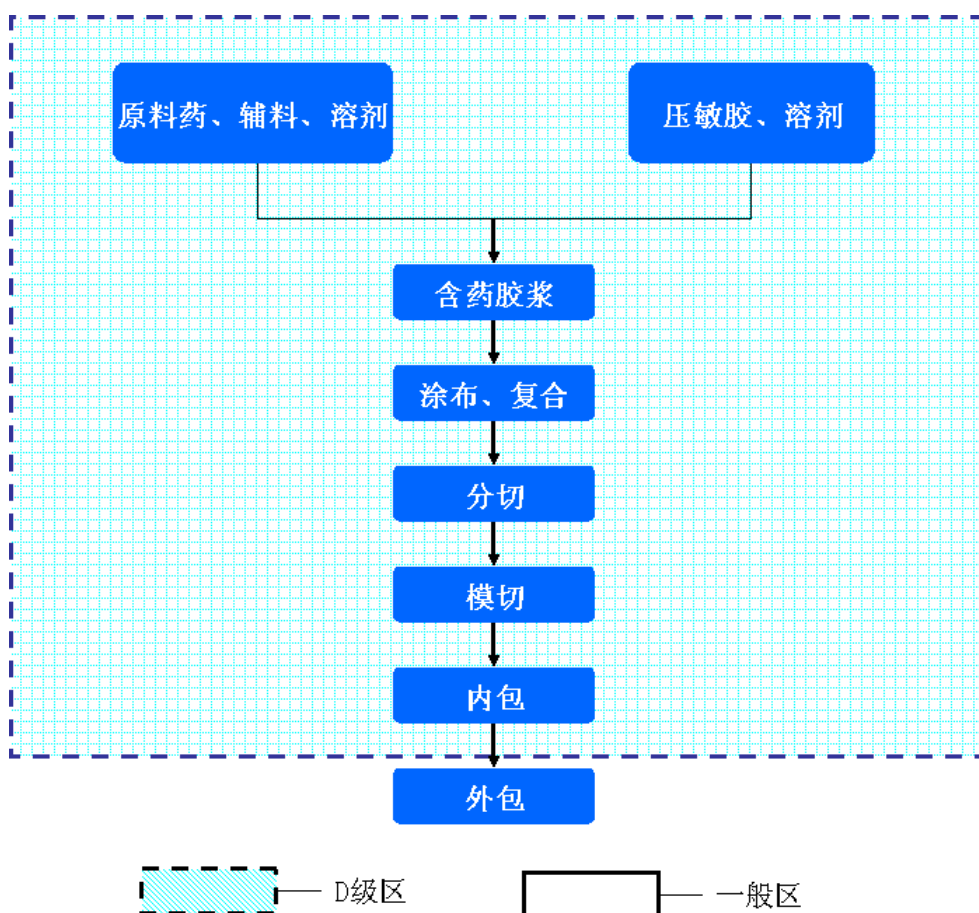 原料药、辅料、溶剂
压敏胶、溶剂
含药胶浆
涂布、复合
分切
模切
内包
外包
D级区
一般区